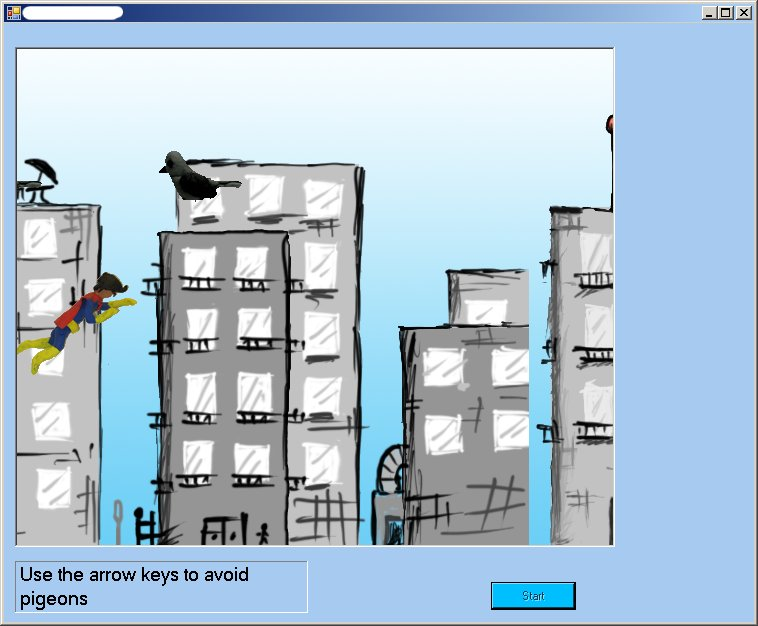 Use the arrow keys to avoid
pigeons
Start